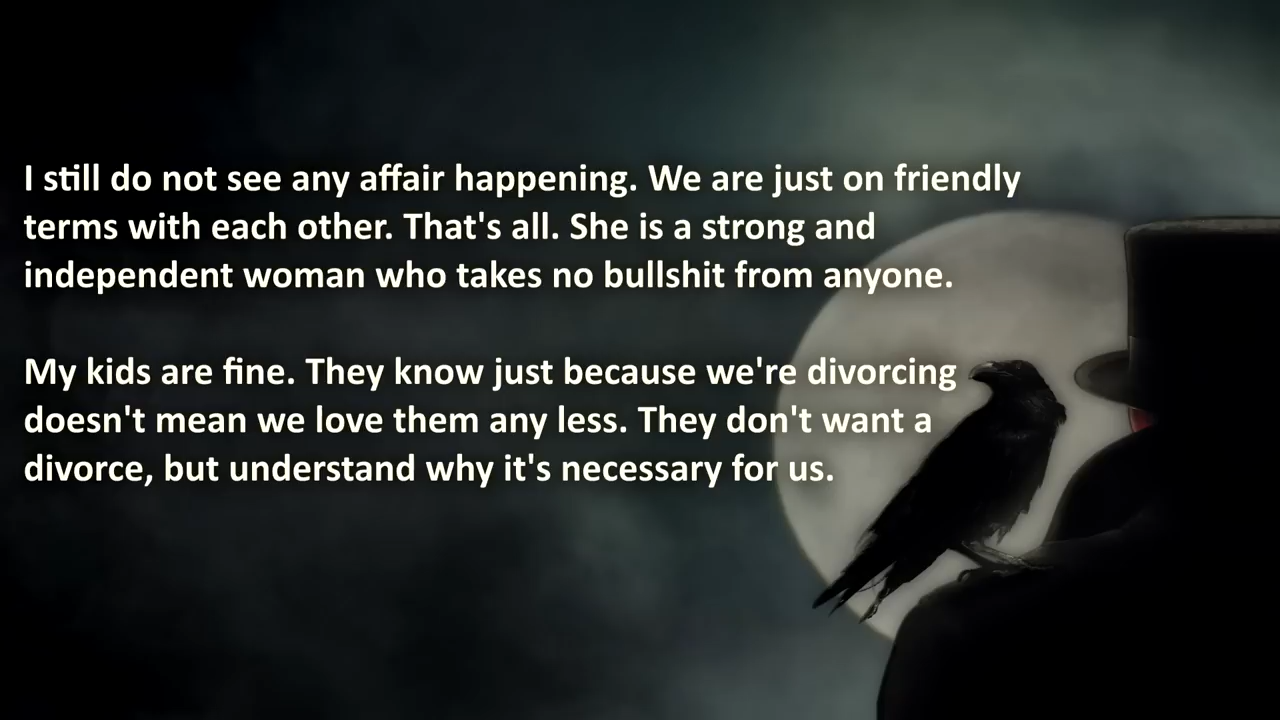 I still do not see any affair happening. We are just on friendly
terms with each other. That's all. She is a strong and
independent woman who takes no bullshit from anyone.
My kids are fine. They know just because we're divorcing
doesn't mean we love them any less. They don't want a
divorce, but understand why it's necessary for us.